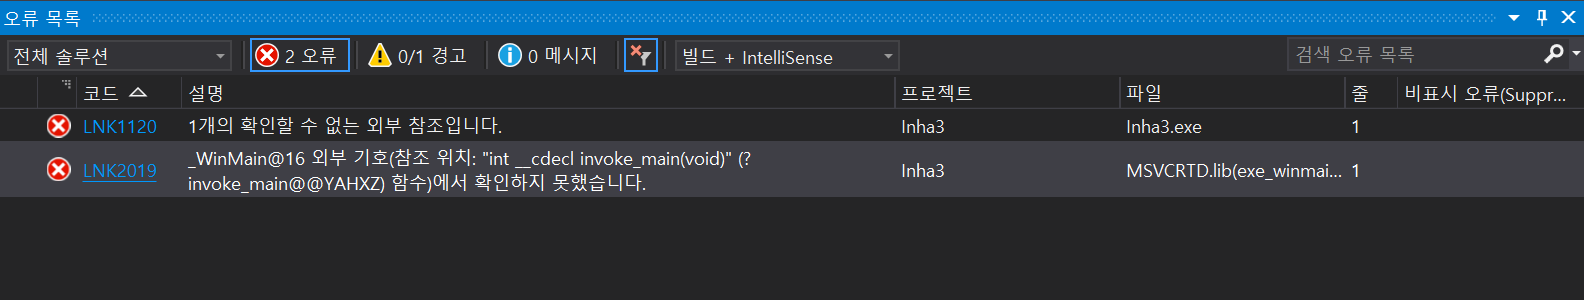 오류 목록
전체 솔루션 2 오류 0/1 경고 0 메시지 빌드 + IntelliSense 검색 오류 목록
코드 설명 프로젝트 파일 줄 비표시 오류(Suppr...
LNK1120 1개의 확인할 수 없는 외부 참조입니다. Inha3 Inha3.exe 1
_WinMain@16 외부 기호(참조 위치: "int __cdecl invoke_main(void)" (?
LNK2019 Inha3 MSVCRTD.lib(exe_winmai... 1
invoke_main@@YAHXZ) 함수)에서 확인하지 못했습니다.